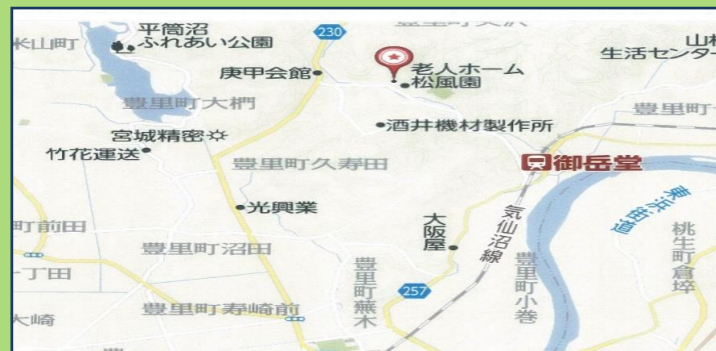 平筒沼
ふれあい公園
米山町
230
庚甲会館
老人ホーム
松風園
生活センター
豊里町大椚
酒井機材製作所
宮城精密
竹花運送
豊里町久寿田
御岳堂
東浜街道
光興業
大阪屋
気仙沼線
町前田
豊里町沼田
桃生町倉埣
一丁田
257
豊里町小巻
豊里町蕪木
豊里町寿崎前
大崎